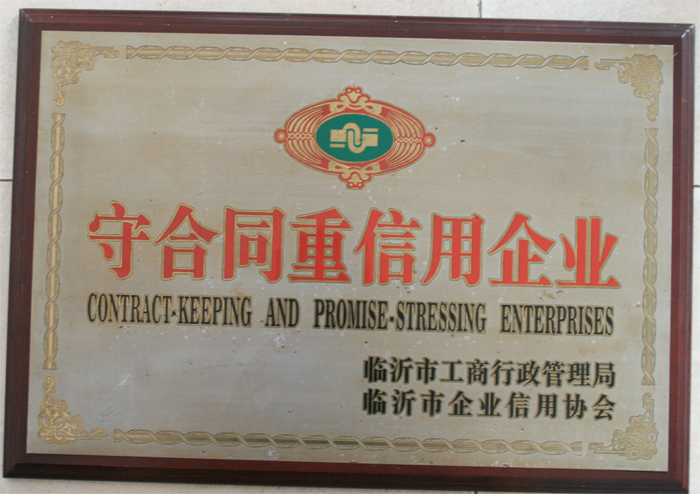 守合同重信用企业
CONTRACT-KEEPING AND PROMISE-STRESSING ENTERPRISES
临沂市工商行政管理局
临沂市企业信用协会